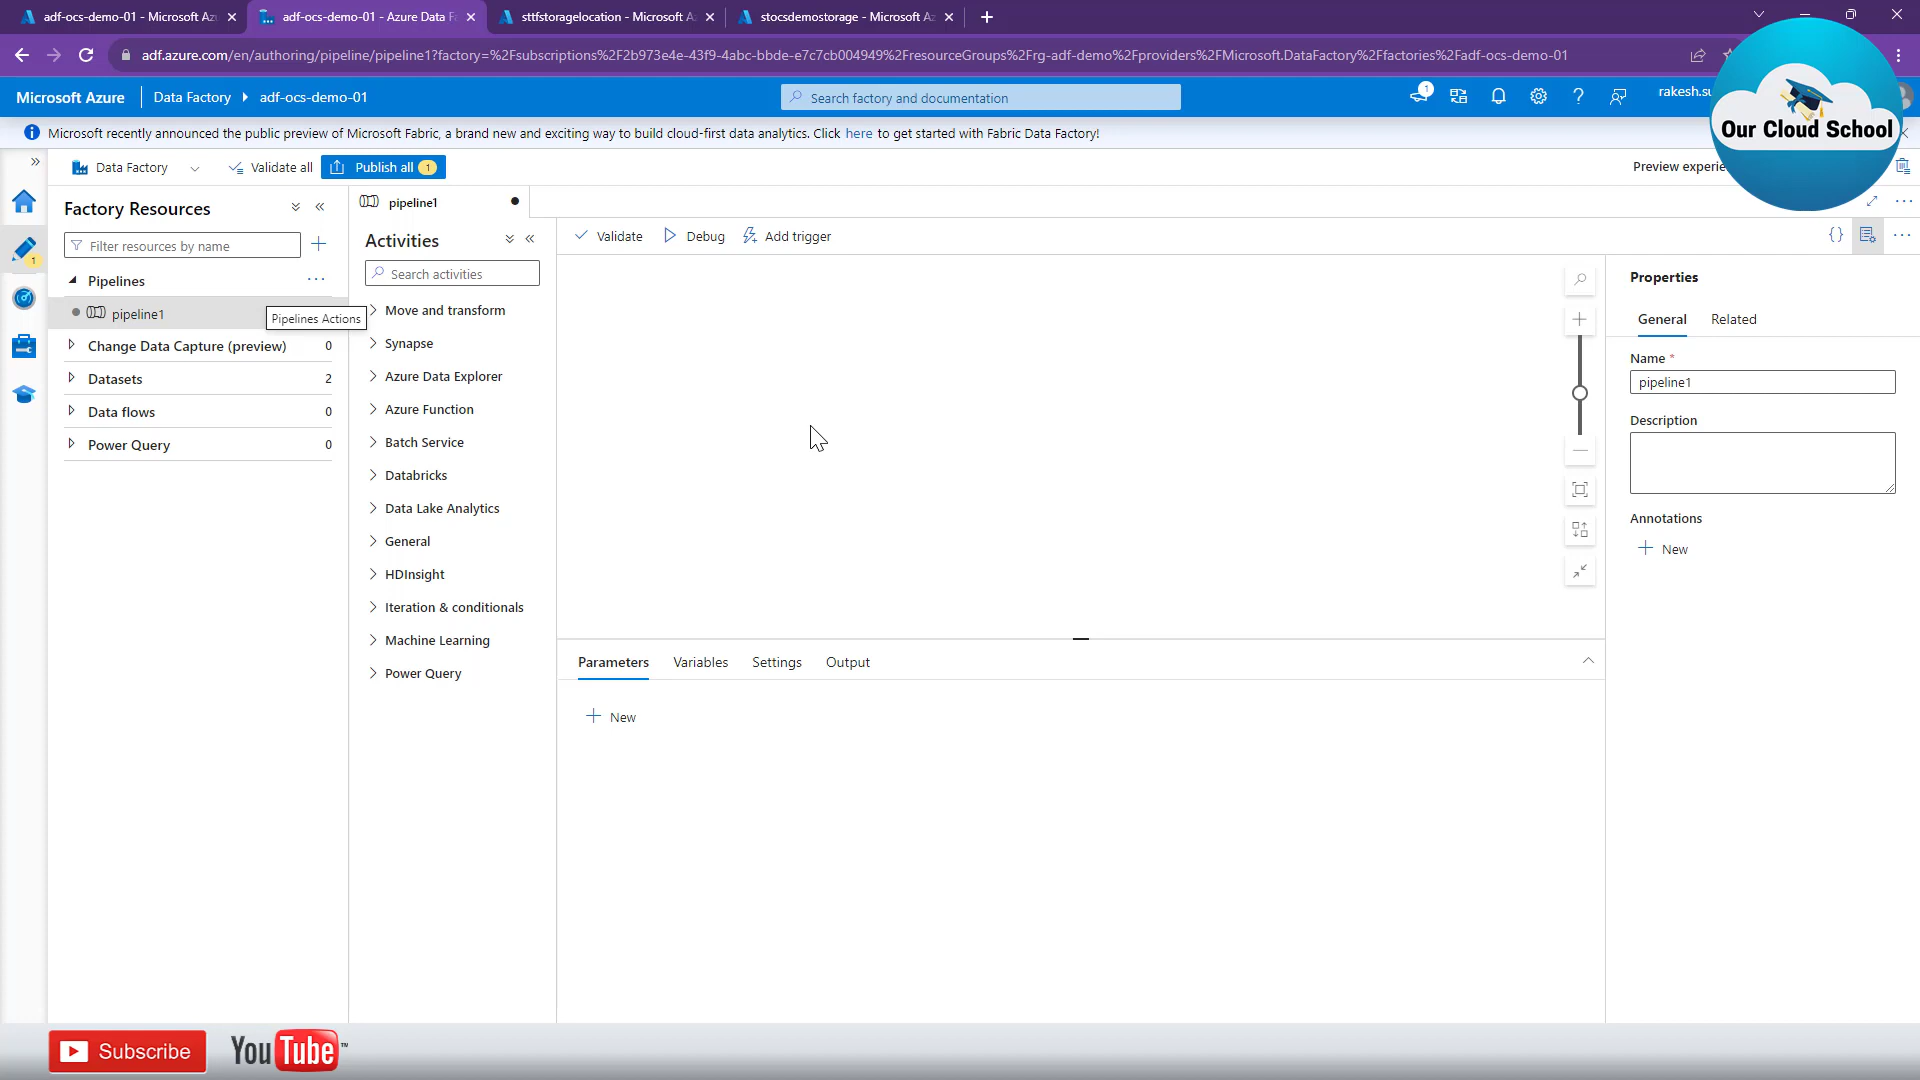 adf-ocs-demo-01 - Microsoft Az
adf-ocs-demo-01 - Azure Data F
sttfstoragelocation - Microsoft A
stocsdemostorage - Microsoft Az
adf.azure.com/en/authoring/pipeline/pipeline1?factory=%2Fsubscriptions%2F2b973e4e-43f9-4abc-bbde-e7c7cb004949%2FresourceGroups%2Frg-adf-demo%2Fproviders%2FMicrosoft.DataFactory%2Ffactories%2Fadf-ocs-demo-01
Microsoft Azure
Data Factory
adf-ocs-demo-01
Search factory and documentation
1
rakesh.su
Our Cloud School
Microsoft recently announced the public preview of Microsoft Fabric, a brand new and exciting way to build cloud-first data analytics. Click here to get started with Fabric Data Factory!
Data Factory
Validate all
Publish all 1
Preview experie
Factory Resources
Filter resources by name
1
Pipelines
pipeline1
Pipelines Actions
Change Data Capture (preview) 0
Datasets 2
Data flows 0
Power Query 0
pipeline1
Activities
Search activities
Move and transform
Synapse
Azure Data Explorer
Azure Function
Batch Service
Databricks
Data Lake Analytics
General
HDInsight
Iteration & conditionals
Machine Learning
Power Query
Validate
Debug
Add trigger
{}
Parameters
Variables
Settings
Output
New
Properties
General
Related
Name *
pipeline1
Description
Annotations
New
Subscribe
YouTube™